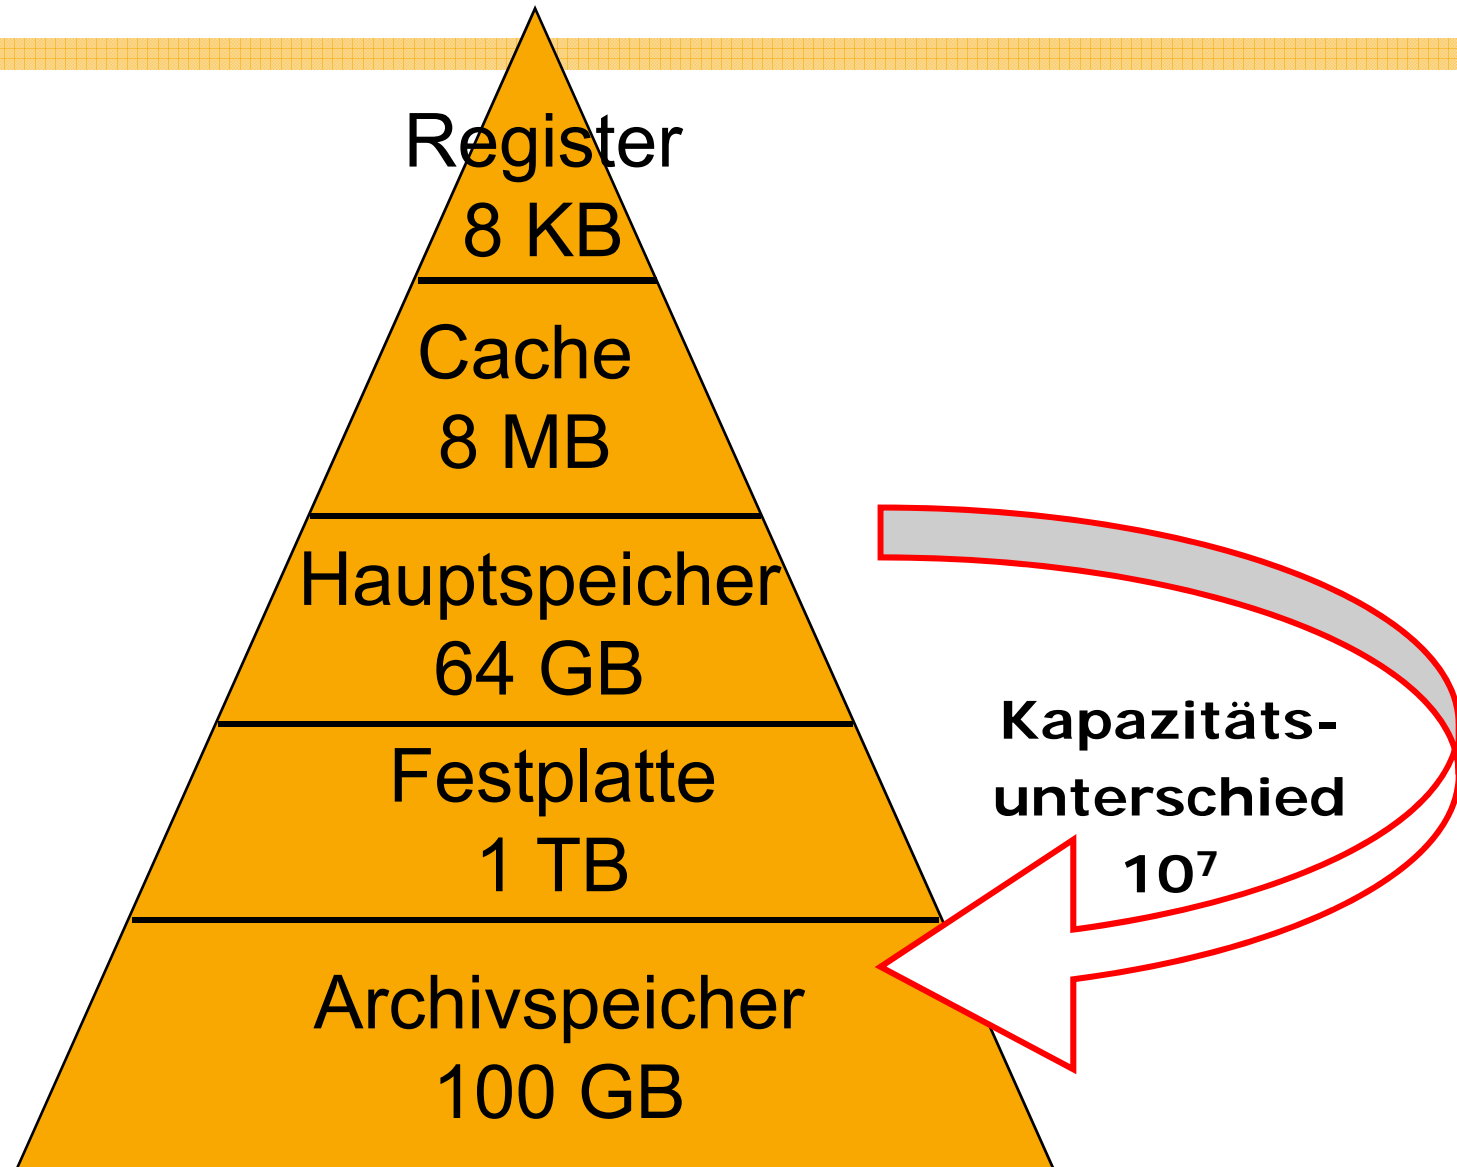 Register
8 KB
Cache
8 MB
Hauptspeicher
64 GB
Festplatte
1 TB
Archivspeicher
100 GB
Kapazitäts-
unterschied
10⁷